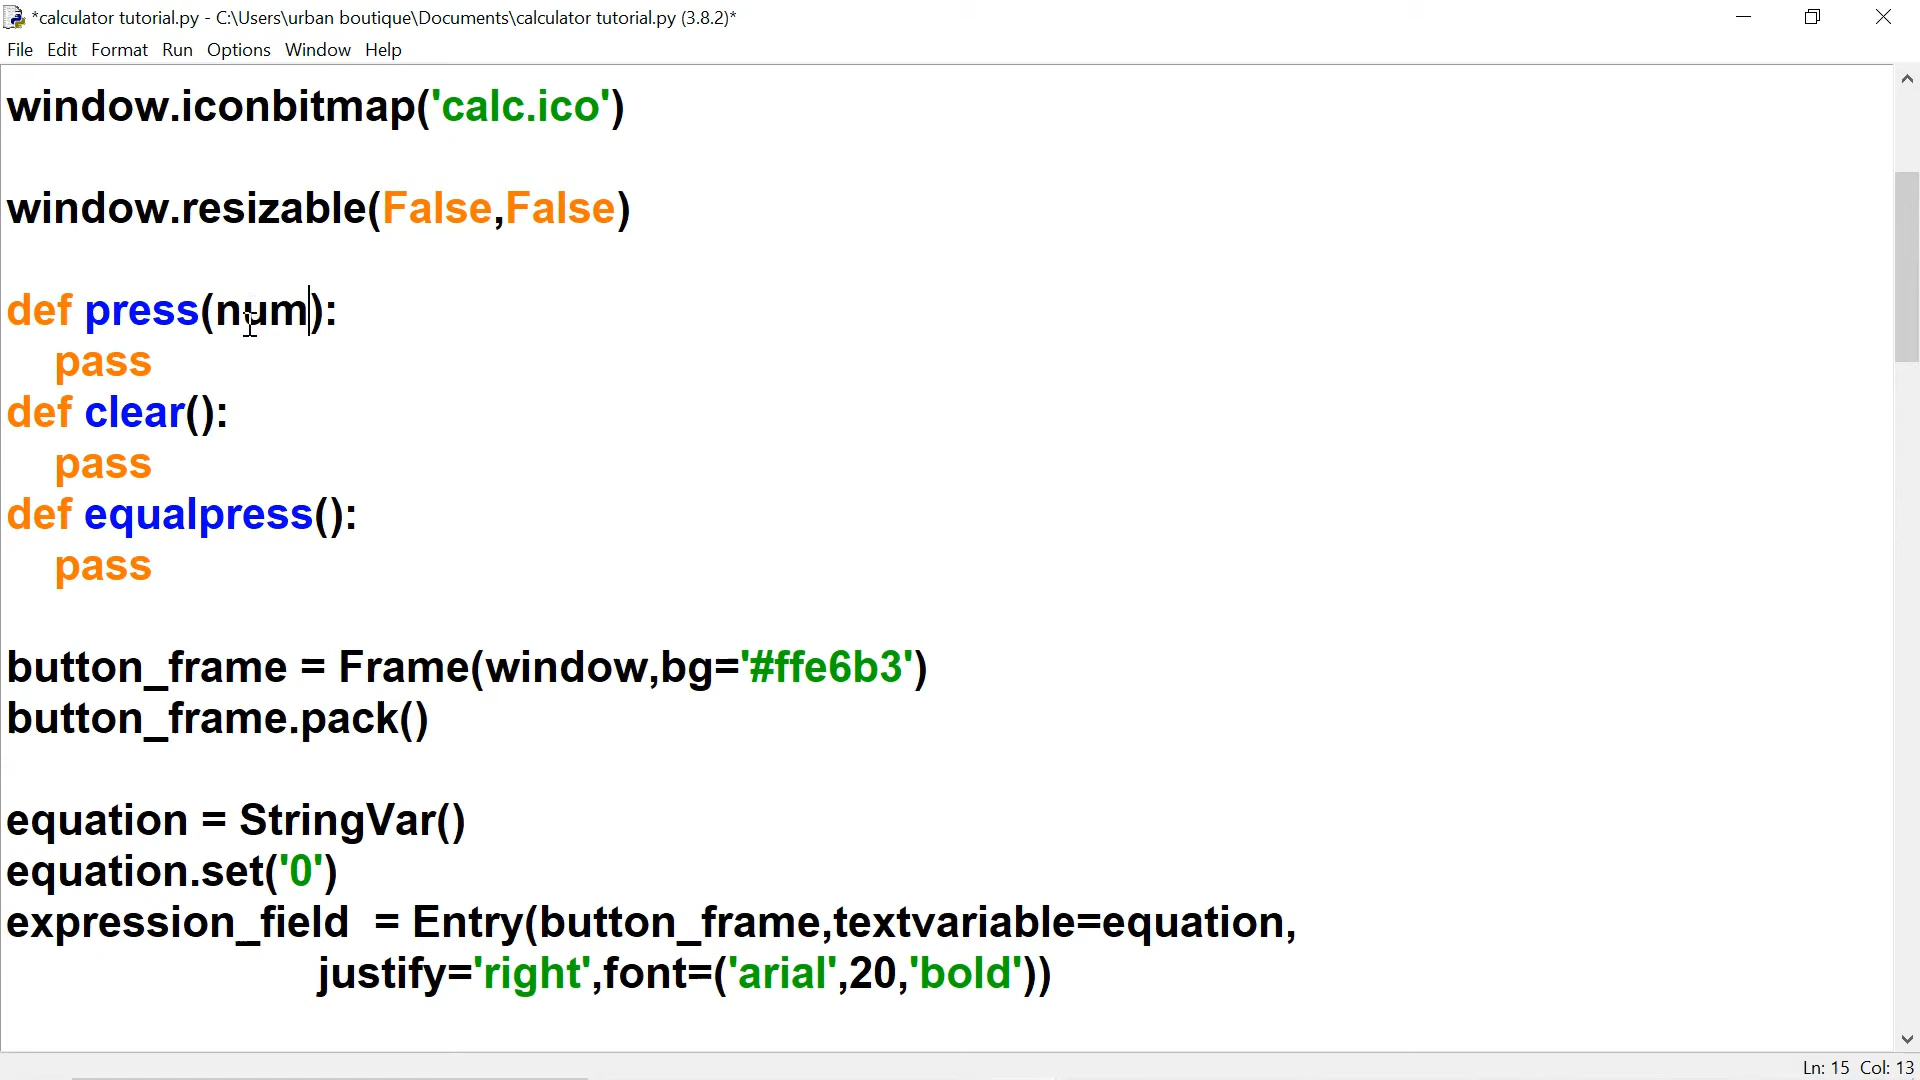 *calculator tutorial.py - C:\Users\urban boutique\Documents\calculator tutorial.py (3.8.2)*
File Edit Format Run Options Window Help
window.iconbitmap('calc.ico')
window.resizable(False,False)
def press(num):
    pass
def clear():
    pass
def equalpress():
    pass
button_frame = Frame(window,bg='#ffe6b3')
button_frame.pack()
equation = StringVar()
equation.set('0')
expression_field  = Entry(button_frame,textvariable=equation,
                          justify='right',font=('arial',20,'bold'))
Ln: 15 Col: 13